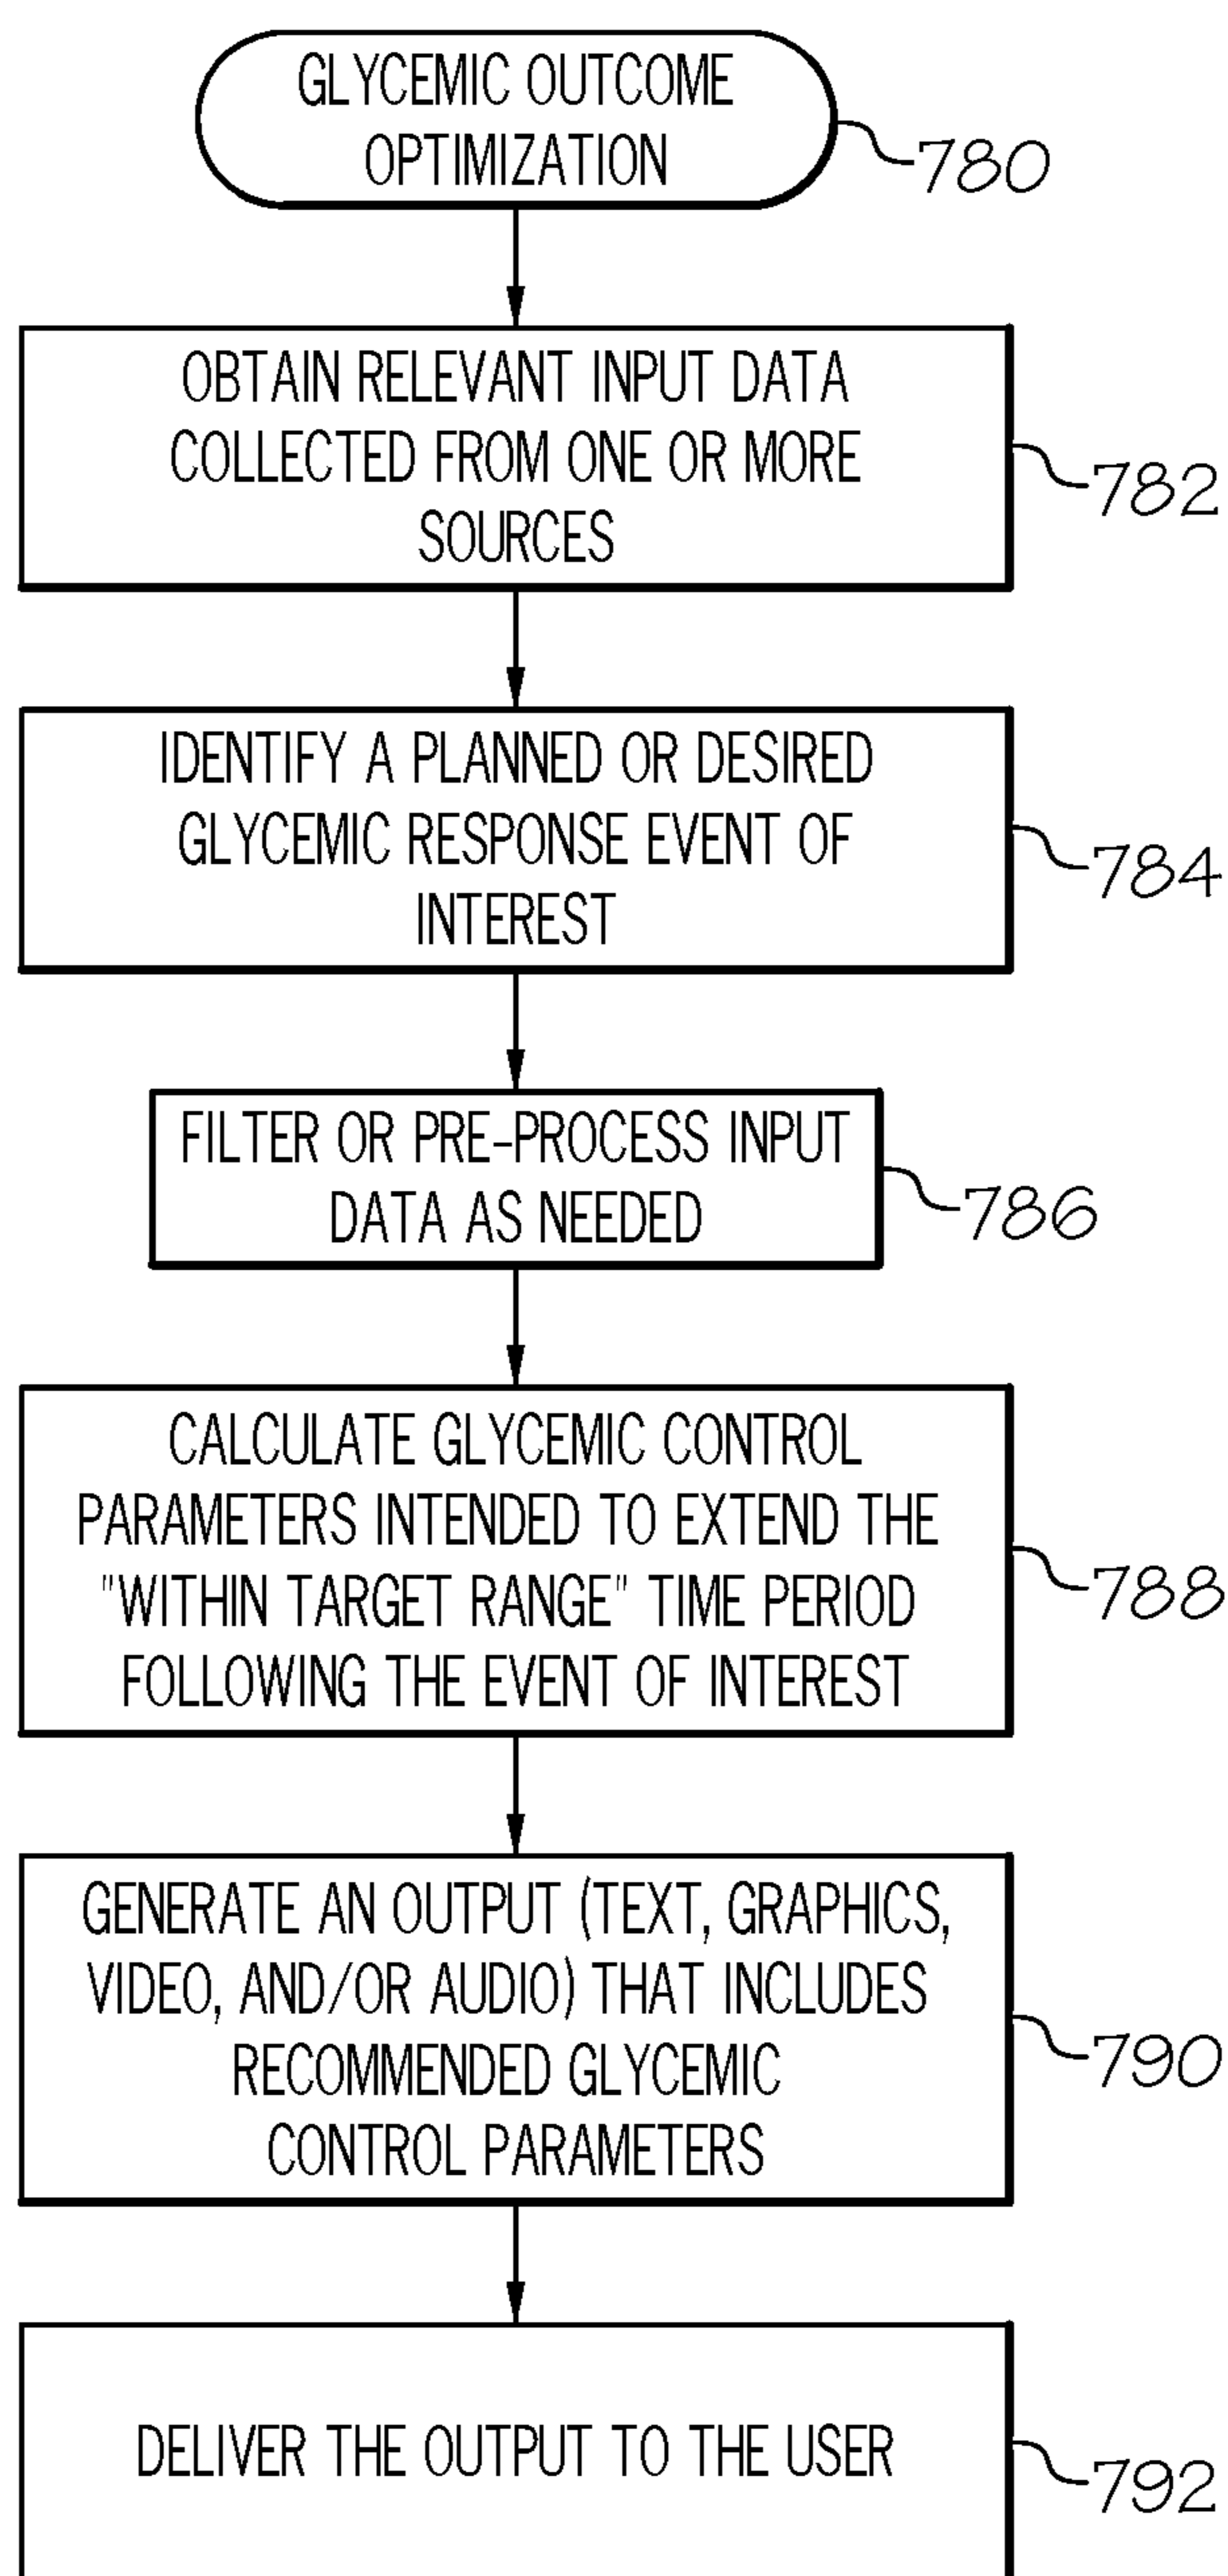 GLYCEMIC OUTCOME
OPTIMIZATION
780
OBTAIN RELEVANT INPUT DATA
COLLECTED FROM ONE OR MORE
SOURCES
782
IDENTIFY A PLANNED OR DESIRED
GLYCEMIC RESPONSE EVENT OF
INTEREST
784
FILTER OR PRE-PROCESS INPUT
DATA AS NEEDED
786
CALCULATE GLYCEMIC CONTROL
PARAMETERS INTENDED TO EXTEND THE
"WITHIN TARGET RANGE" TIME PERIOD
FOLLOWING THE EVENT OF INTEREST
788
GENERATE AN OUTPUT (TEXT, GRAPHICS,
VIDEO, AND/OR AUDIO) THAT INCLUDES
RECOMMENDED GLYCEMIC
CONTROL PARAMETERS
790
DELIVER THE OUTPUT TO THE USER
792